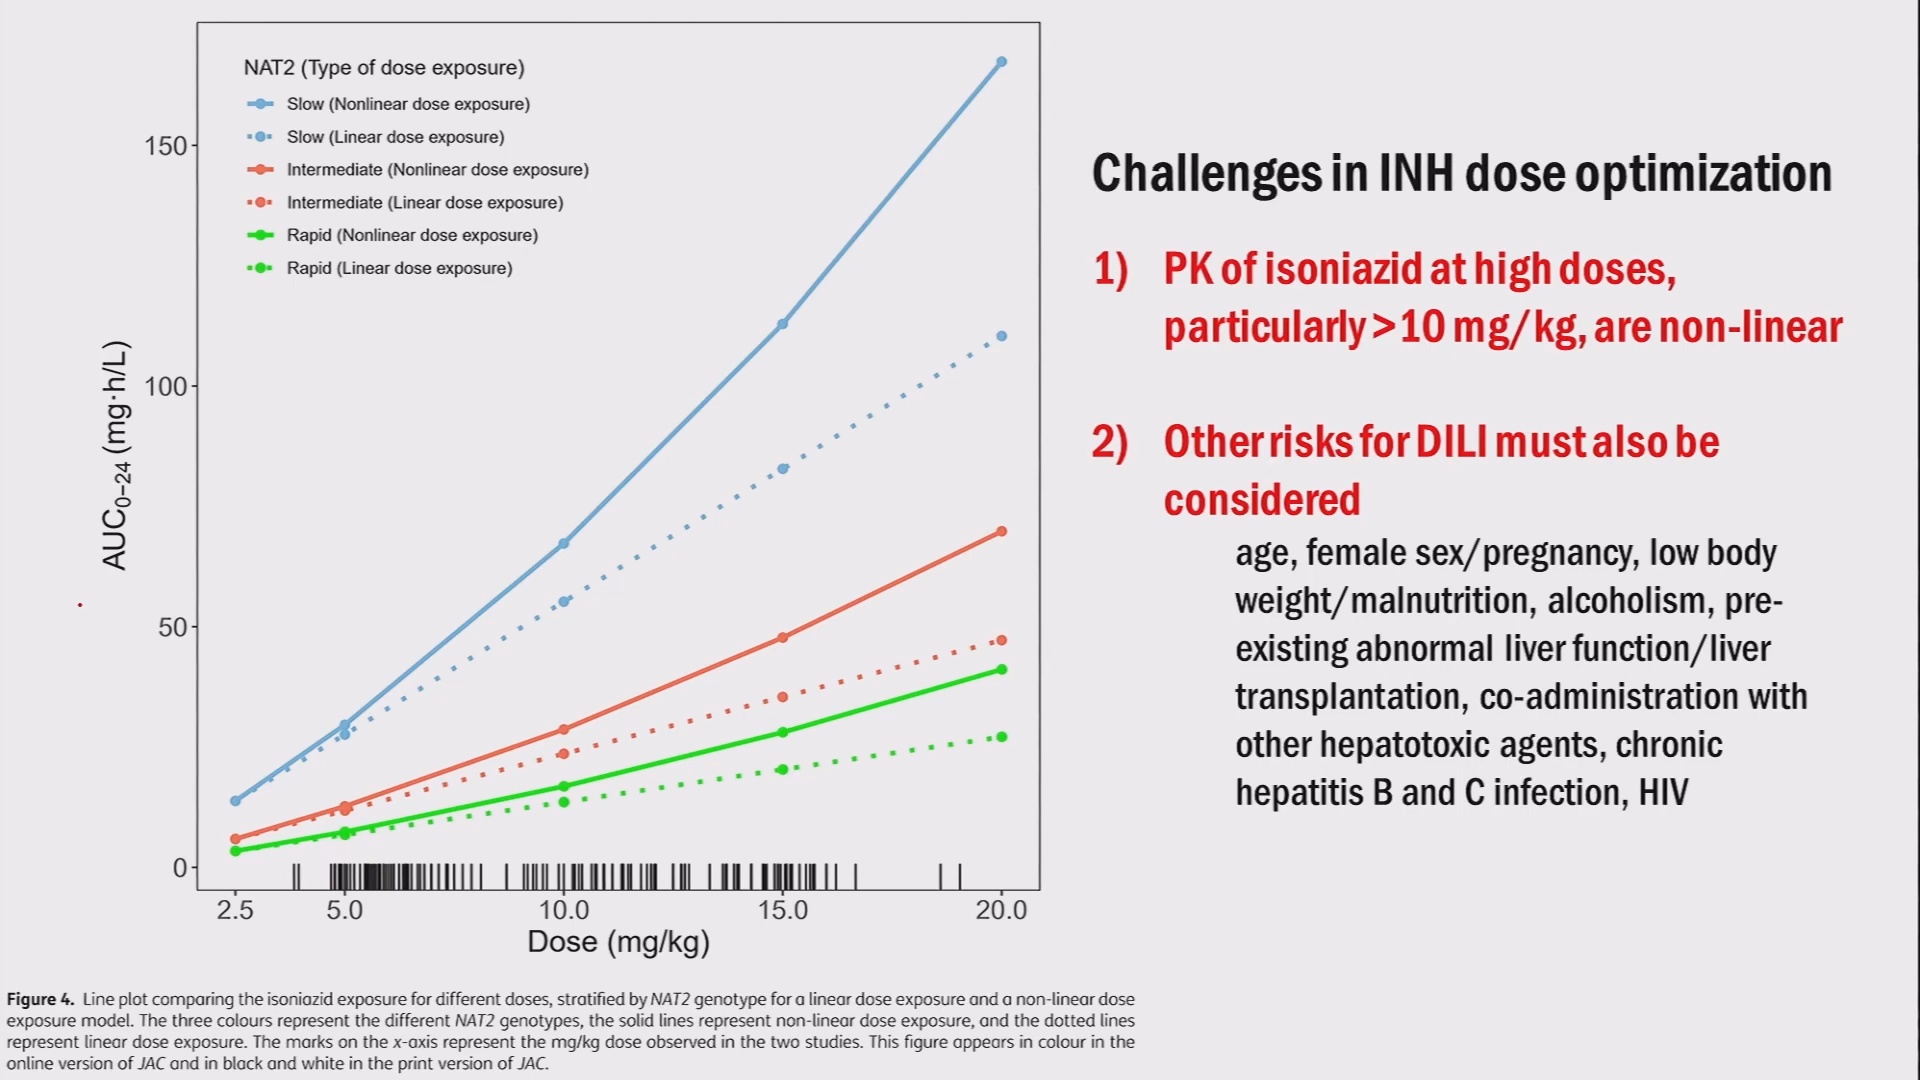 NAT2 (Type of dose exposure)
Slow (Nonlinear dose exposure)
Slow (Linear dose exposure)
Intermediate (Nonlinear dose exposure)
Intermediate (Linear dose exposure)
Rapid (Nonlinear dose exposure)
Rapid (Linear dose exposure)
150
100
50
0
AUC0–24 (mg·h/L)
2.5 5.0 10.0 15.0 20.0
Dose (mg/kg)
Figure 4. Line plot comparing the isoniazid exposure for different doses, stratified by NAT2 genotype for a linear dose exposure and a non-linear dose
exposure model. The three colours represent the different NAT2 genotypes, the solid lines represent non-linear dose exposure, and the dotted lines
represent linear dose exposure. The marks on the x-axis represent the mg/kg dose observed in the two studies. This figure appears in colour in the
online version of JAC and in black and white in the print version of JAC.
Challenges in INH dose optimization
1) PK of isoniazid at high doses,
particularly >10 mg/kg, are non-linear
2) Other risks for DILI must also be
considered
age, female sex/pregnancy, low body
weight/malnutrition, alcoholism, pre-
existing abnormal liver function/liver
transplantation, co-administration with
other hepatotoxic agents, chronic
hepatitis B and C infection, HIV